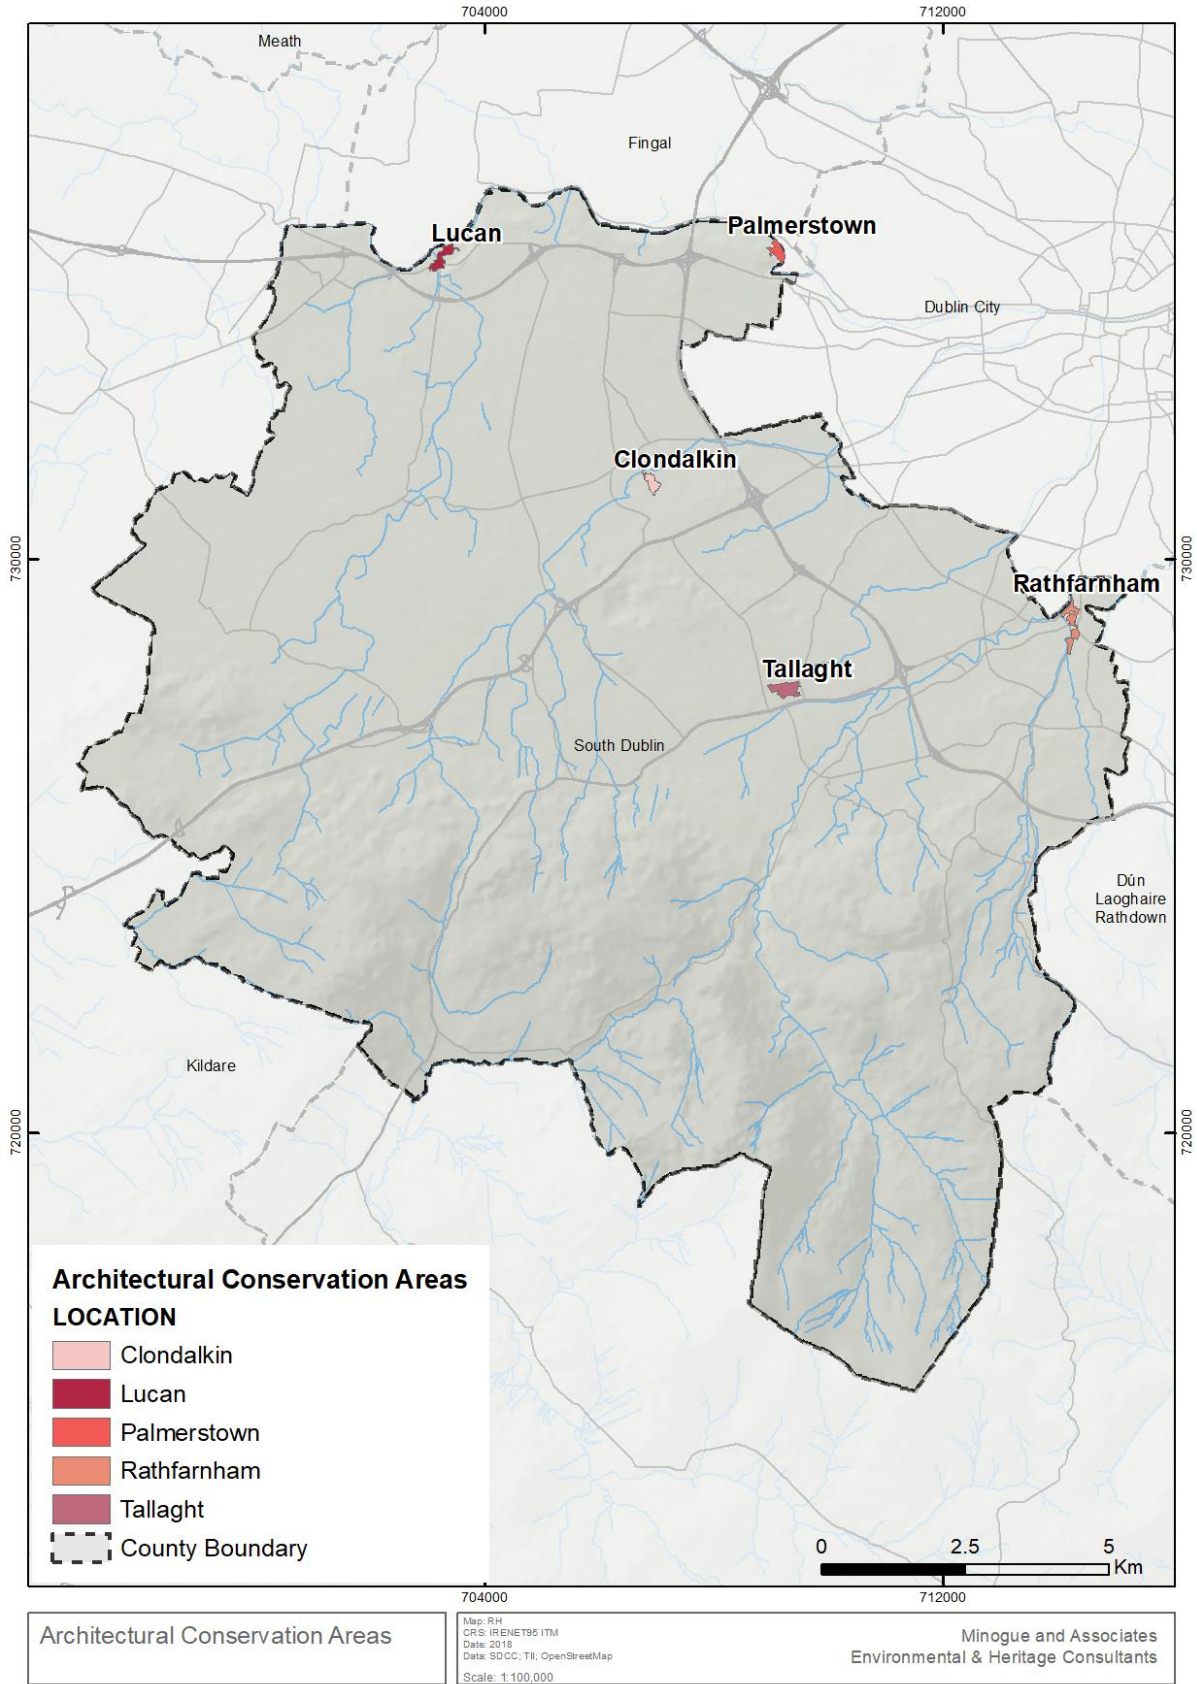 704000
712000
Meath
Fingal
Lucan
Palmerstown
Dublin City
Clondalkin
730000
730000
Rathfarnham
Tallaght
South Dublin
Dún
Laoghaire
Rathdown
Kildare
720000
720000
Architectural Conservation Areas
LOCATION
Clondalkin
Lucan
Palmerstown
Rathfarnham
Tallaght
County Boundary
0 2.5 5
Km
704000
712000
Architectural Conservation Areas
Map: RH
CRS: IRENET95 ITM
Date: 2018
Data: SDCC; TII; OpenStreetMap
Scale: 1:100,000
Minogue and Associates
Environmental & Heritage Consultants